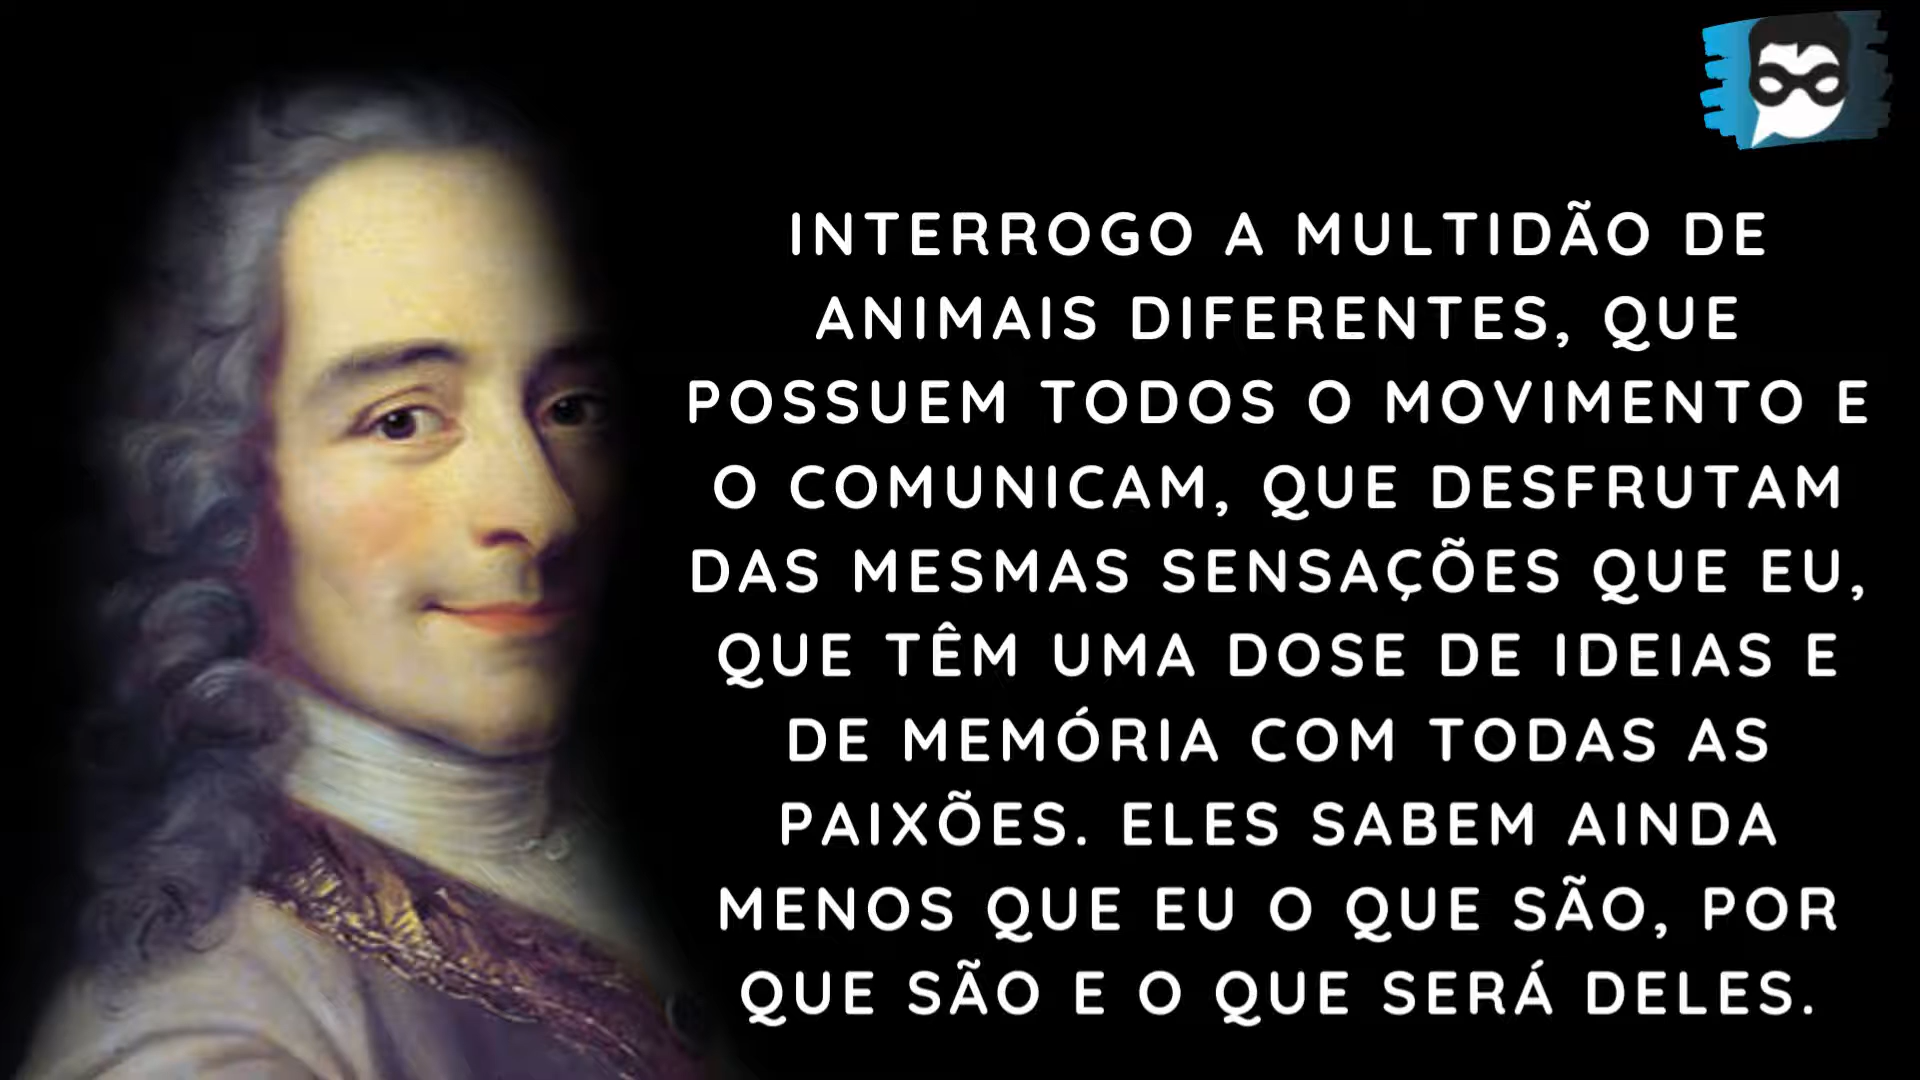 INTERROGO A MULTIDÃO DE
ANIMAIS DIFERENTES, QUE
POSSUEM TODOS O MOVIMENTO E
O COMUNICAM, QUE DESFRUTAM
DAS MESMAS SENSAÇÕES QUE EU,
QUE TÊM UMA DOSE DE IDEIAS E
DE MEMÓRIA COM TODAS AS
PAIXÕES. ELES SABEM AINDA
MENOS QUE EU O QUE SÃO, POR
QUE SÃO E O QUE SERÁ DELES.